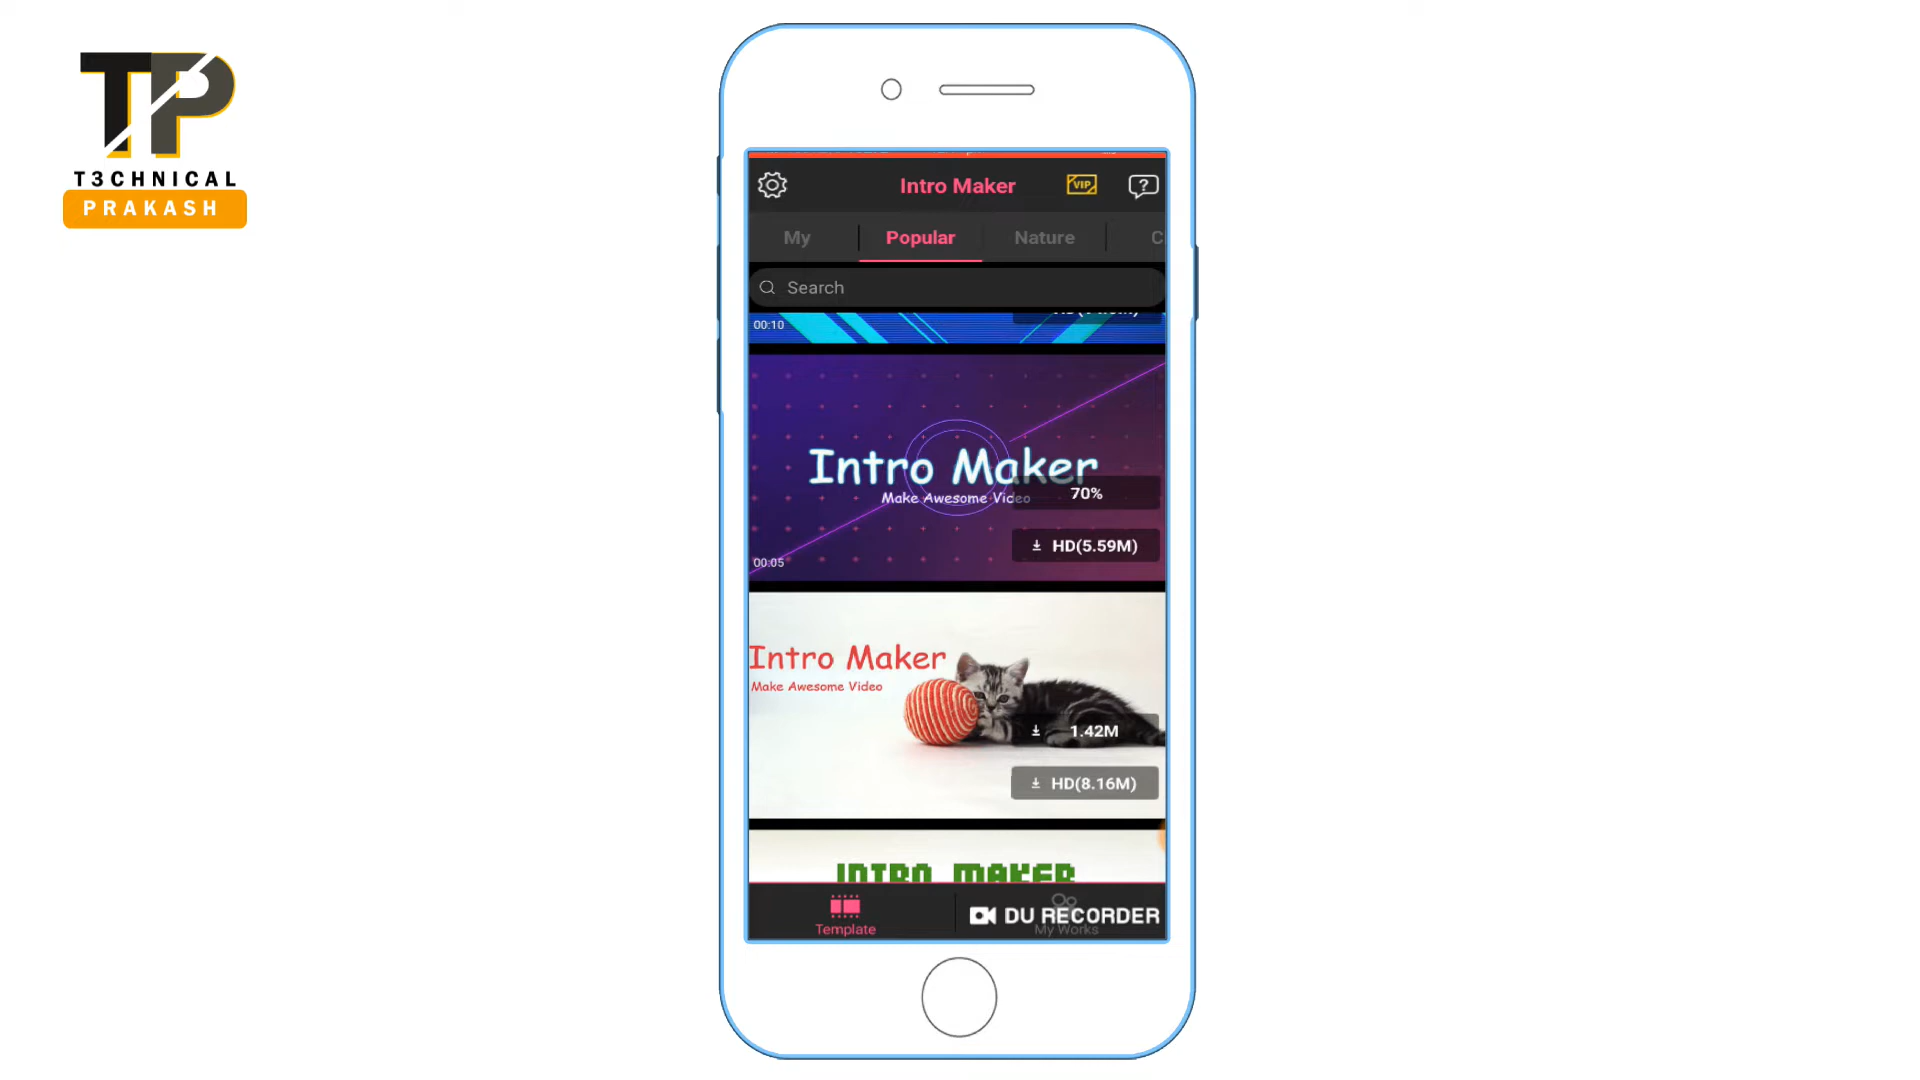 TP
T3CHNICAL
PRAKASH
Intro Maker
VIP
?
My
Popular
Nature
C
Search
00:10
Intro Maker
Make Awesome Video
70%
HD(5.59M)
00:05
Intro Maker
Make Awesome Video
1.42M
HD(8.16M)
INTRO MAKER
Template
DU RECORDER
My Works